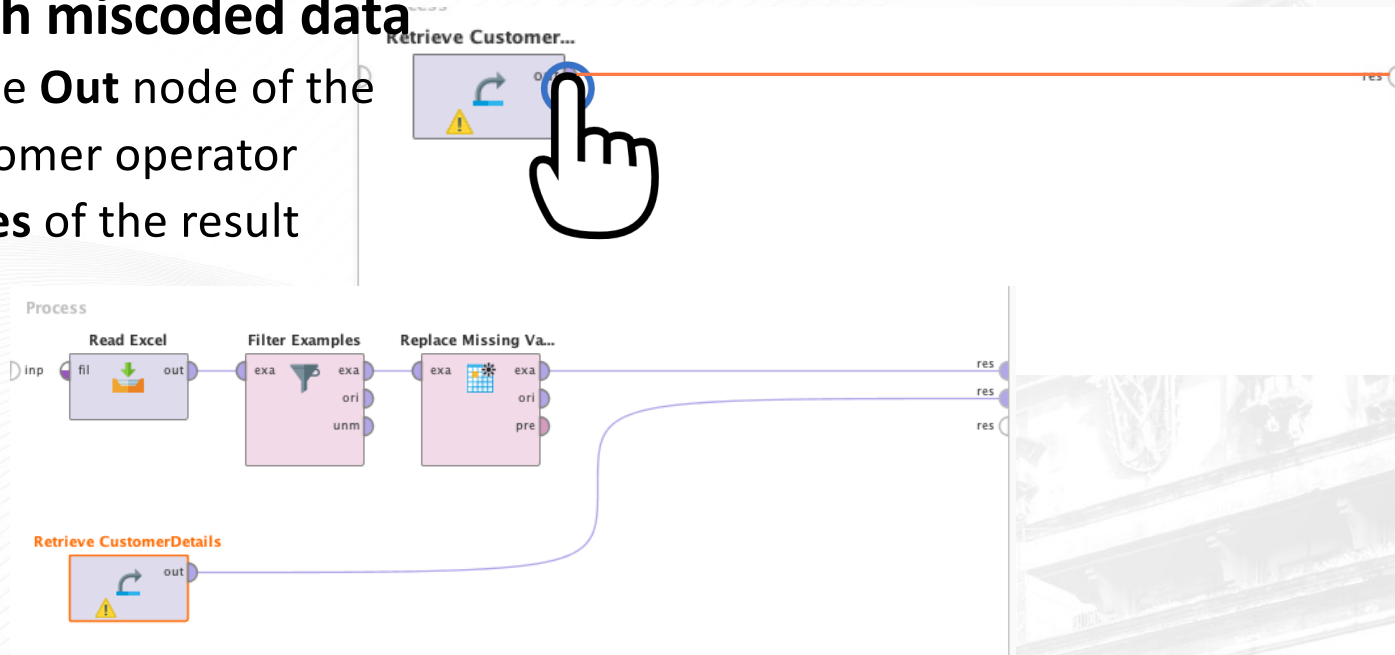 h miscoded data
Retrieve Customer...
e Out node of the
res
omer operator
es of the result
Process
Read Excel
Filter Examples
Replace Missing Va...
inp
fil
out
exa
exa
ori
unm
exa
exa
ori
pre
res
res
res
Retrieve CustomerDetails
out